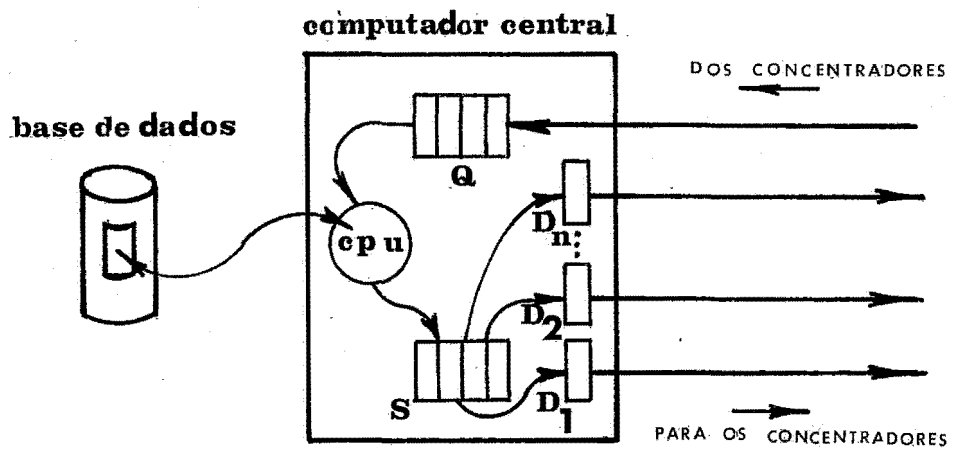 computador central
DOS CONCENTRADORES
base de dados
Q
Dn
cpu
D2
S
D1
PARA OS CONCENTRADORES